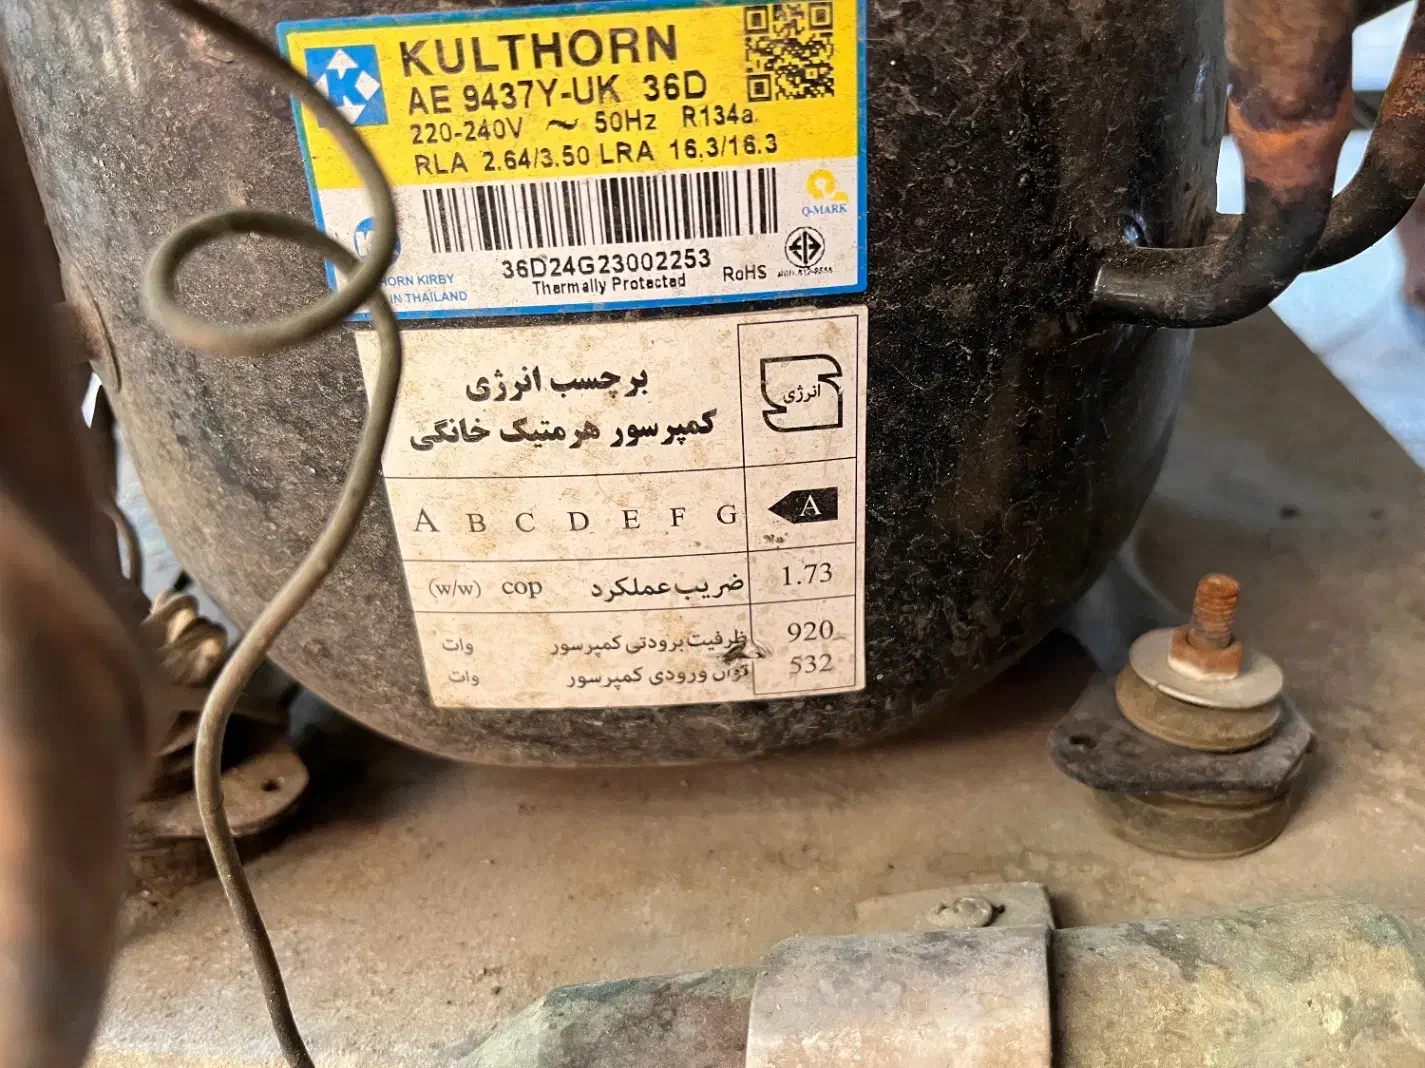 KULTHORN
AE 9437Y-UK 36D
220-240V ~ 50Hz R134a
RLA 2.64/3.50 LRA 16.3/16.3
Q-MARK
36D24G23002253
Thermally Protected
RoHS
HORN KIRBY
IN THAILAND
برچسب انرژی
کمپرسور هرمتیک خانگی
انرژی
A B C D E F G
A
ضریب عملکرد cop (w/w) 1.73
ظرفیت برودتی کمپرسور وات 920
توان ورودی کمپرسور وات 532